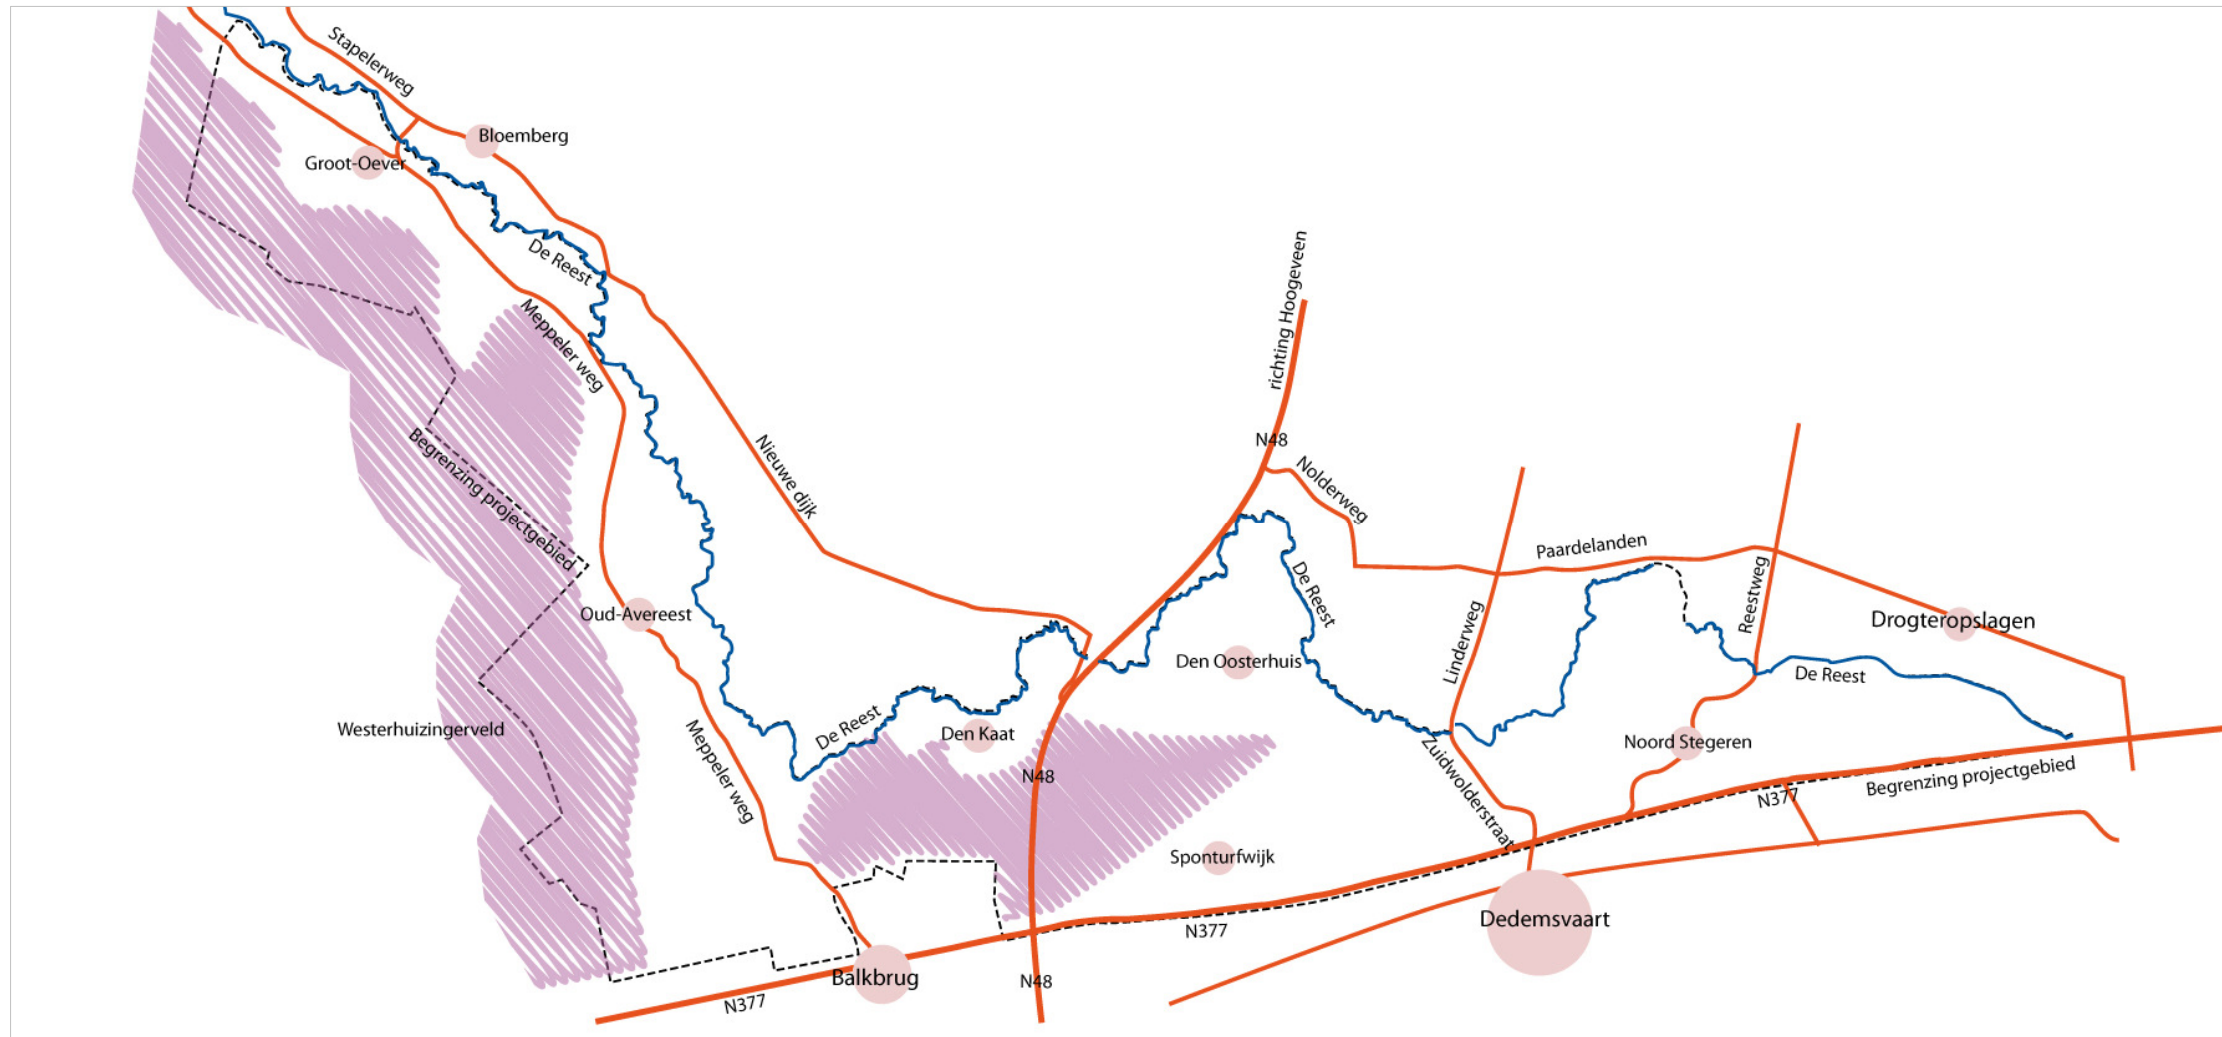 Stapelerweg
Bloemberg
Groot-Oever
De Reest
Meppeler weg
richting Hoogeveen
N48
Nolderweg
Nieuwe dijk
Begrenzing projectgebied
Paardelanden
Reestweg
De Reest
Linderweg
Oud-Avereest
Drogteropslagen
Den Oosterhuis
De Reest
Westerhuizingerveld
De Reest
Den Kaat
Noord Stegeren
Meppeler weg
N48
Zuidwolderstraat
Begrenzing projectgebied
N377
Sponturfwijk
Dedemsvaart
N377
Balkbrug
N48
N377